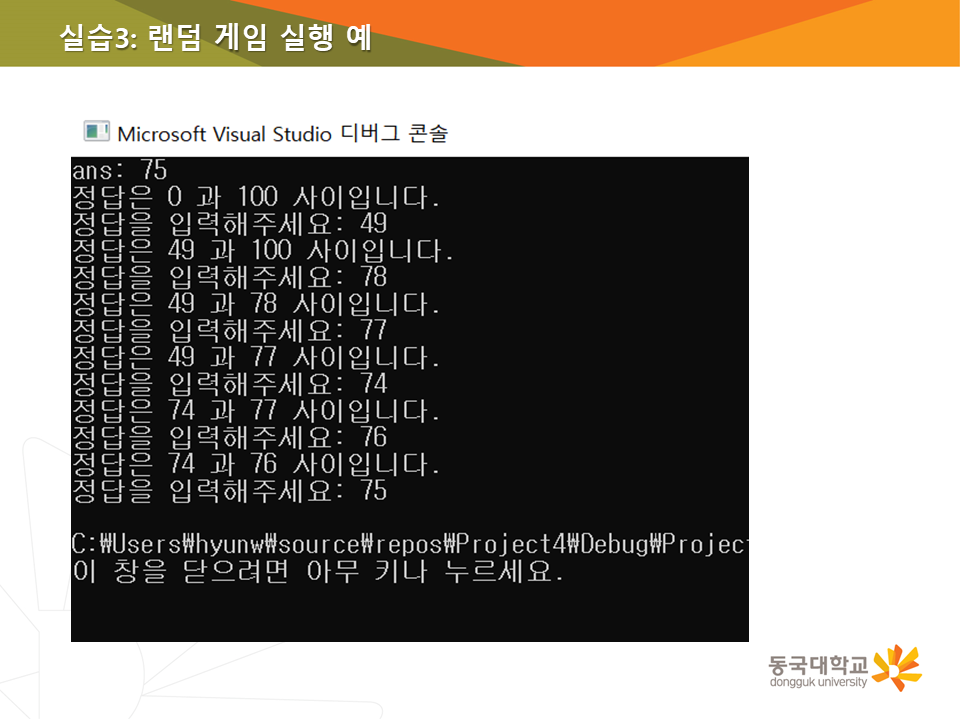 실습3: 랜덤 게임 실행 예
Microsoft Visual Studio 디버그 콘솔
ans: 75
정답은 0 과 100 사이입니다.
정답을 입력해주세요: 49
정답은 49 과 100 사이입니다.
정답을 입력해주세요: 78
정답은 49 과 78 사이입니다.
정답을 입력해주세요: 77
정답은 49 과 77 사이입니다.
정답을 입력해주세요: 74
정답은 74 과 77 사이입니다.
정답을 입력해주세요: 76
정답은 74 과 76 사이입니다.
정답을 입력해주세요: 75
C:₩Users₩hyunw₩source₩repos₩Project4₩Debug₩Project
이 창을 닫으려면 아무 키나 누르세요.
동국대학교
dongguk university